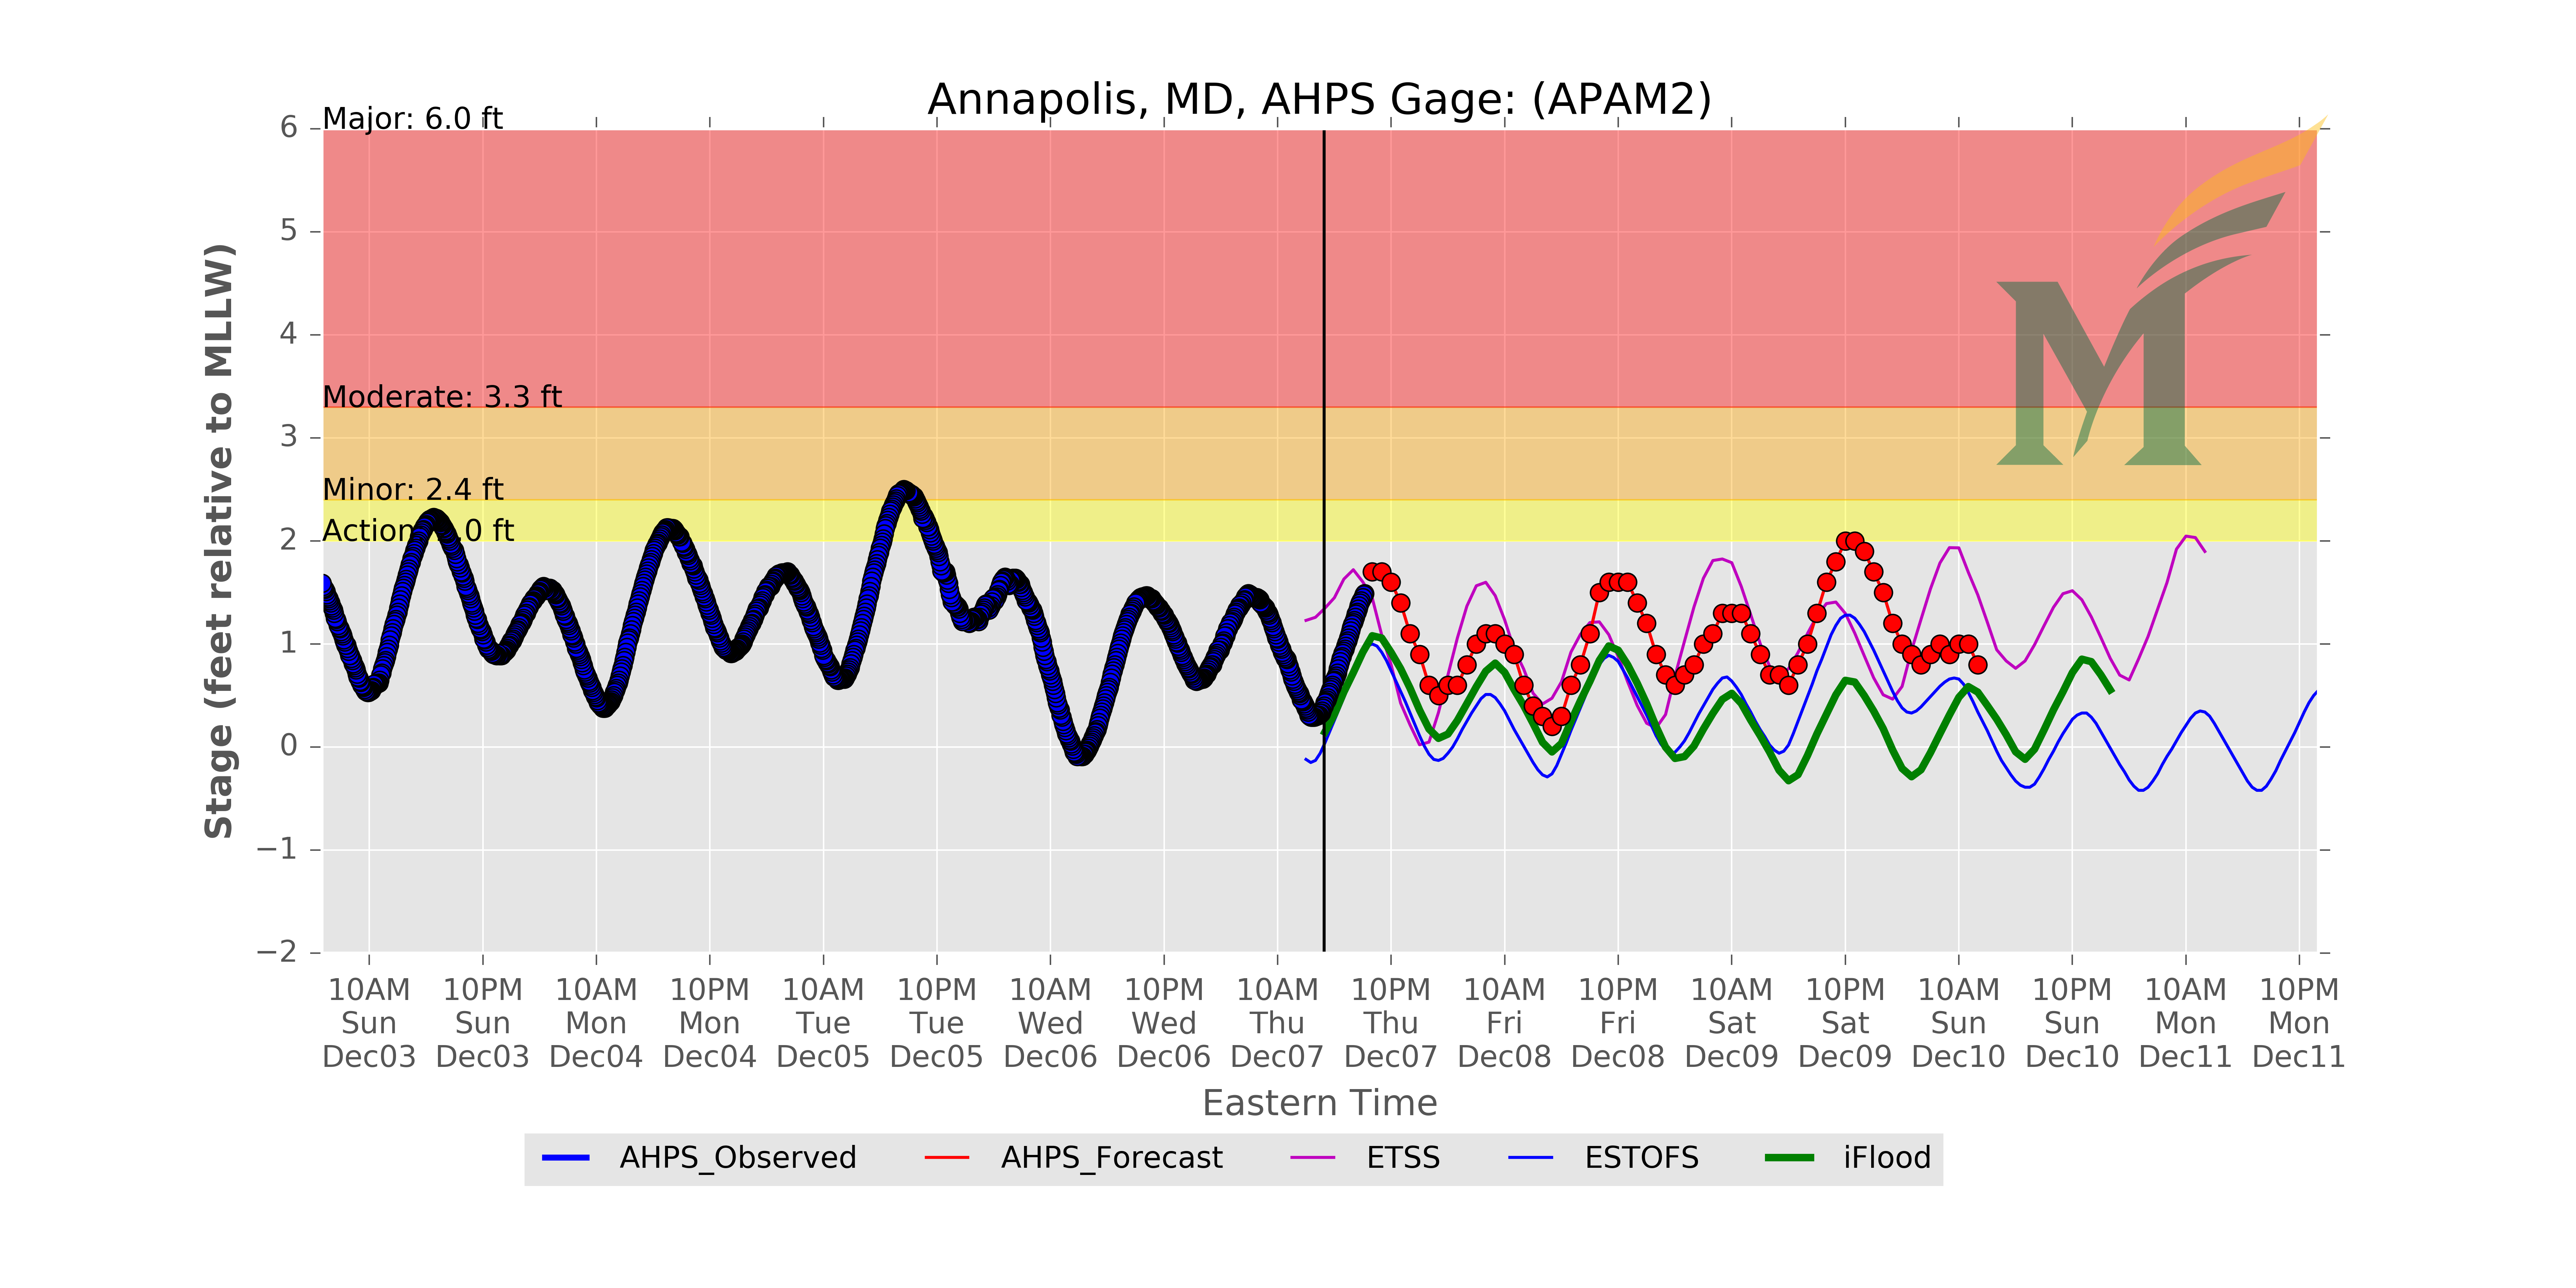 Annapolis, MD, AHPS Gage: (APAM2)
Major: 6.0 ft
Moderate: 3.3 ft
Minor: 2.4 ft
Action .0 ft
Stage (feet relative to MLLW)
6
5
4
3
2
1
0
−1
−2
10AM 10PM 10AM 10PM 10AM 10PM 10AM 10PM 10AM 10PM 10AM 10PM 10AM 10PM 10AM 10PM 10AM 10PM
Sun Sun Mon Mon Tue Tue Wed Wed Thu Thu Fri Fri Sat Sat Sun Sun Mon Mon
Dec03 Dec03 Dec04 Dec04 Dec05 Dec05 Dec06 Dec06 Dec07 Dec07 Dec08 Dec08 Dec09 Dec09 Dec10 Dec10 Dec11 Dec11
Eastern Time
AHPS_Observed AHPS_Forecast ETSS ESTOFS iFlood